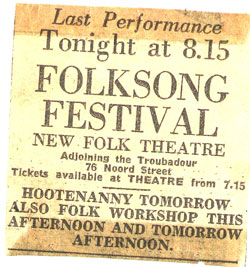 Last Performance
Tonight at 8.15
FOLKSONG
FESTIVAL
NEW FOLK THEATRE
Adjoining the Troubadour
76 Noord Street
Tickets available at THEATRE from 7.15
HOOTENANNY TOMORROW
ALSO FOLK WORKSHOP THIS
AFTERNOON AND TOMORROW
AFTERNOON.